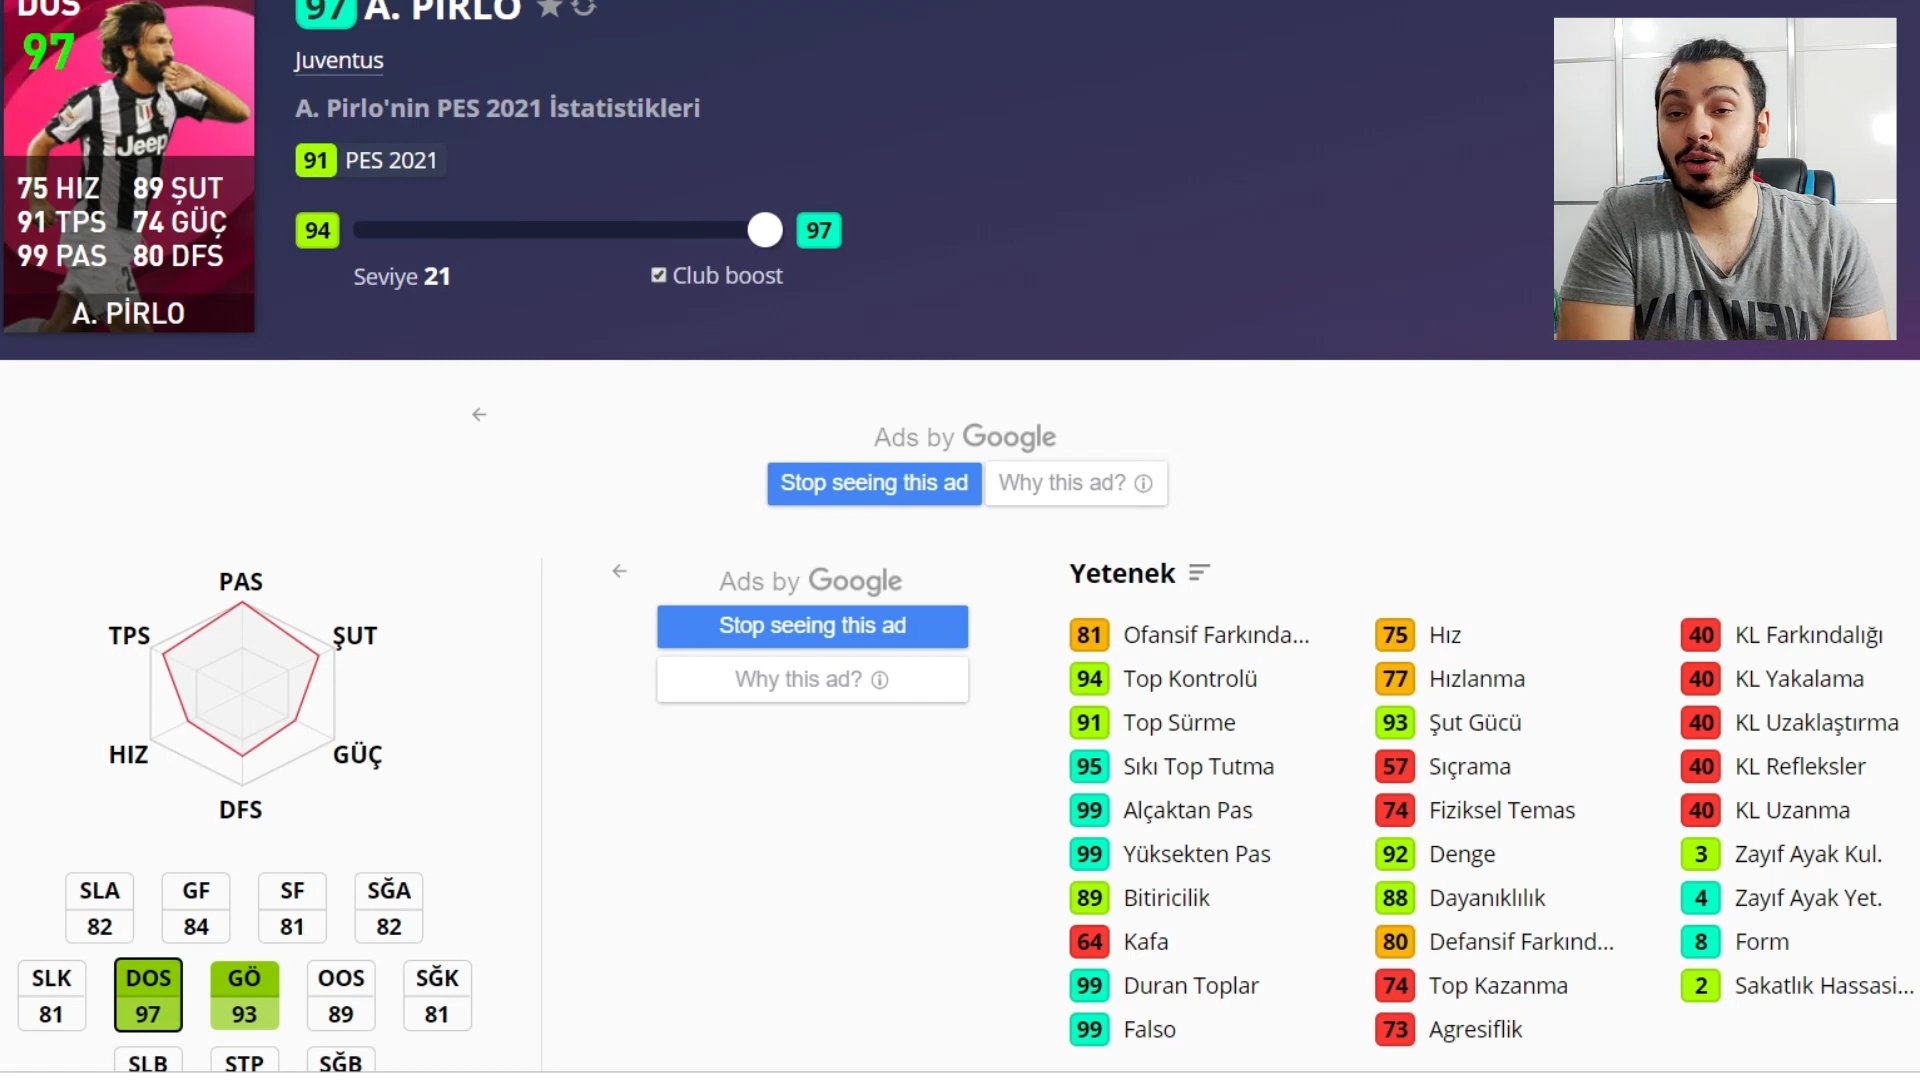 DOS
97
75 HIZ 89 ŞUT
91 TPS 74 GÜÇ
99 PAS 80 DFS
A. PİRLO
Jeep
97 A. PIRLO
Juventus
A. Pirlo'nin PES 2021 İstatistikleri
91 PES 2021
94 97
Seviye 21 Club boost
Ads by Google
Stop seeing this ad Why this ad?
PAS
TPS ŞUT
HIZ GÜÇ
DFS
SLA GF SF SĞA
82 84 81 82
SLK DOS GÖ OOS SĞK
81 97 93 89 81
SLB STP SĞB
Ads by Google
Stop seeing this ad
Why this ad?
Yetenek
81 Ofansif Farkında... 75 Hız 40 KL Farkındalığı
94 Top Kontrolü 77 Hızlanma 40 KL Yakalama
91 Top Sürme 93 Şut Gücü 40 KL Uzaklaştırma
95 Sıkı Top Tutma 57 Sıçrama 40 KL Refleksler
99 Alçaktan Pas 74 Fiziksel Temas 40 KL Uzanma
99 Yüksekten Pas 92 Denge 3 Zayıf Ayak Kul.
89 Bitiricilik 88 Dayanıklılık 4 Zayıf Ayak Yet.
64 Kafa 80 Defansif Farkınd... 8 Form
99 Duran Toplar 74 Top Kazanma 2 Sakatlık Hassasi...
99 Falso 73 Agresiflik